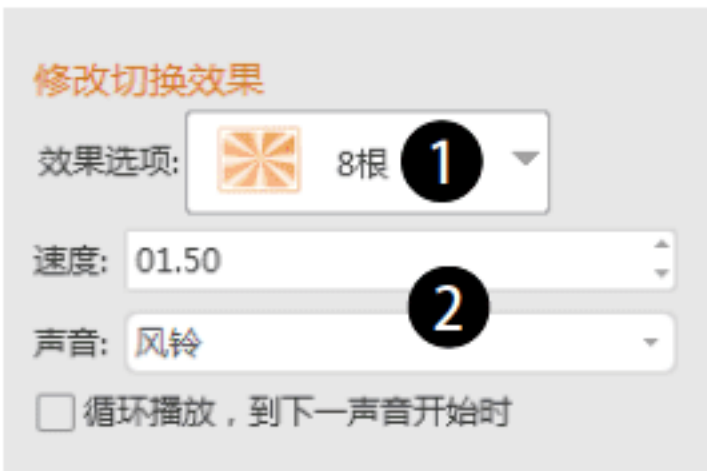 修改切换效果
效果选项: 8根 1
速度: 01.50
2
声音: 风铃
循环播放，到下一声音开始时